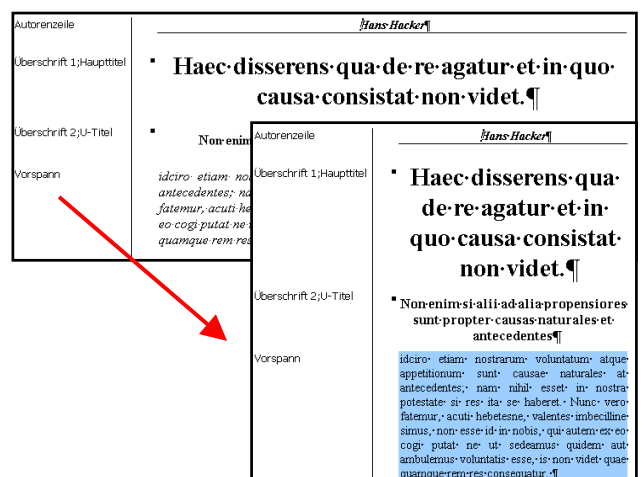 Autorenzeile
Hans·Hacker¶
Überschrift 1;Haupttitel
Haec·disserens·qua·de·re·agatur·et·in·quo·
causa·consistat·non·videt.¶
Überschrift 2;U-Titel
Non·enim
Vorspann
idciro· etiam·
antecedentes;·
fatemur,·acuti·
eo·cogi·putat·ne·
quamque·rem·res
Autorenzeile
Hans·Hacker¶
Überschrift 1;Haupttitel
Haec·disserens·qua·
de·re·agatur·et·in·
quo·causa·consistat·
non·videt.¶
Überschrift 2;U-Titel
Non·enim·si·alii·ad·alia·propensiores·
sunt·propter·causas·naturales·et·
antecedentes¶
Vorspann
idciro· etiam· nostrarum· voluntatum· atque·
appetitionum· sunt· causae· naturales· at·
antecedentes;· nam· nihil· esset· in· nostra·
potestate· si· res· ita· se· haberet.· Nunc· vero·
fatemur,· acuti· hebetesne,· valentes· imbecilline·
simus,· non· esse· id· in· nobis,· qui· autem· ex· eo·
cogi· putat· ne· ut· sedeamus· quidem· aut·
ambulemus· voluntatis· esse,· is· non· videt· quae·
quamque·rem·res·consequatur.·¶